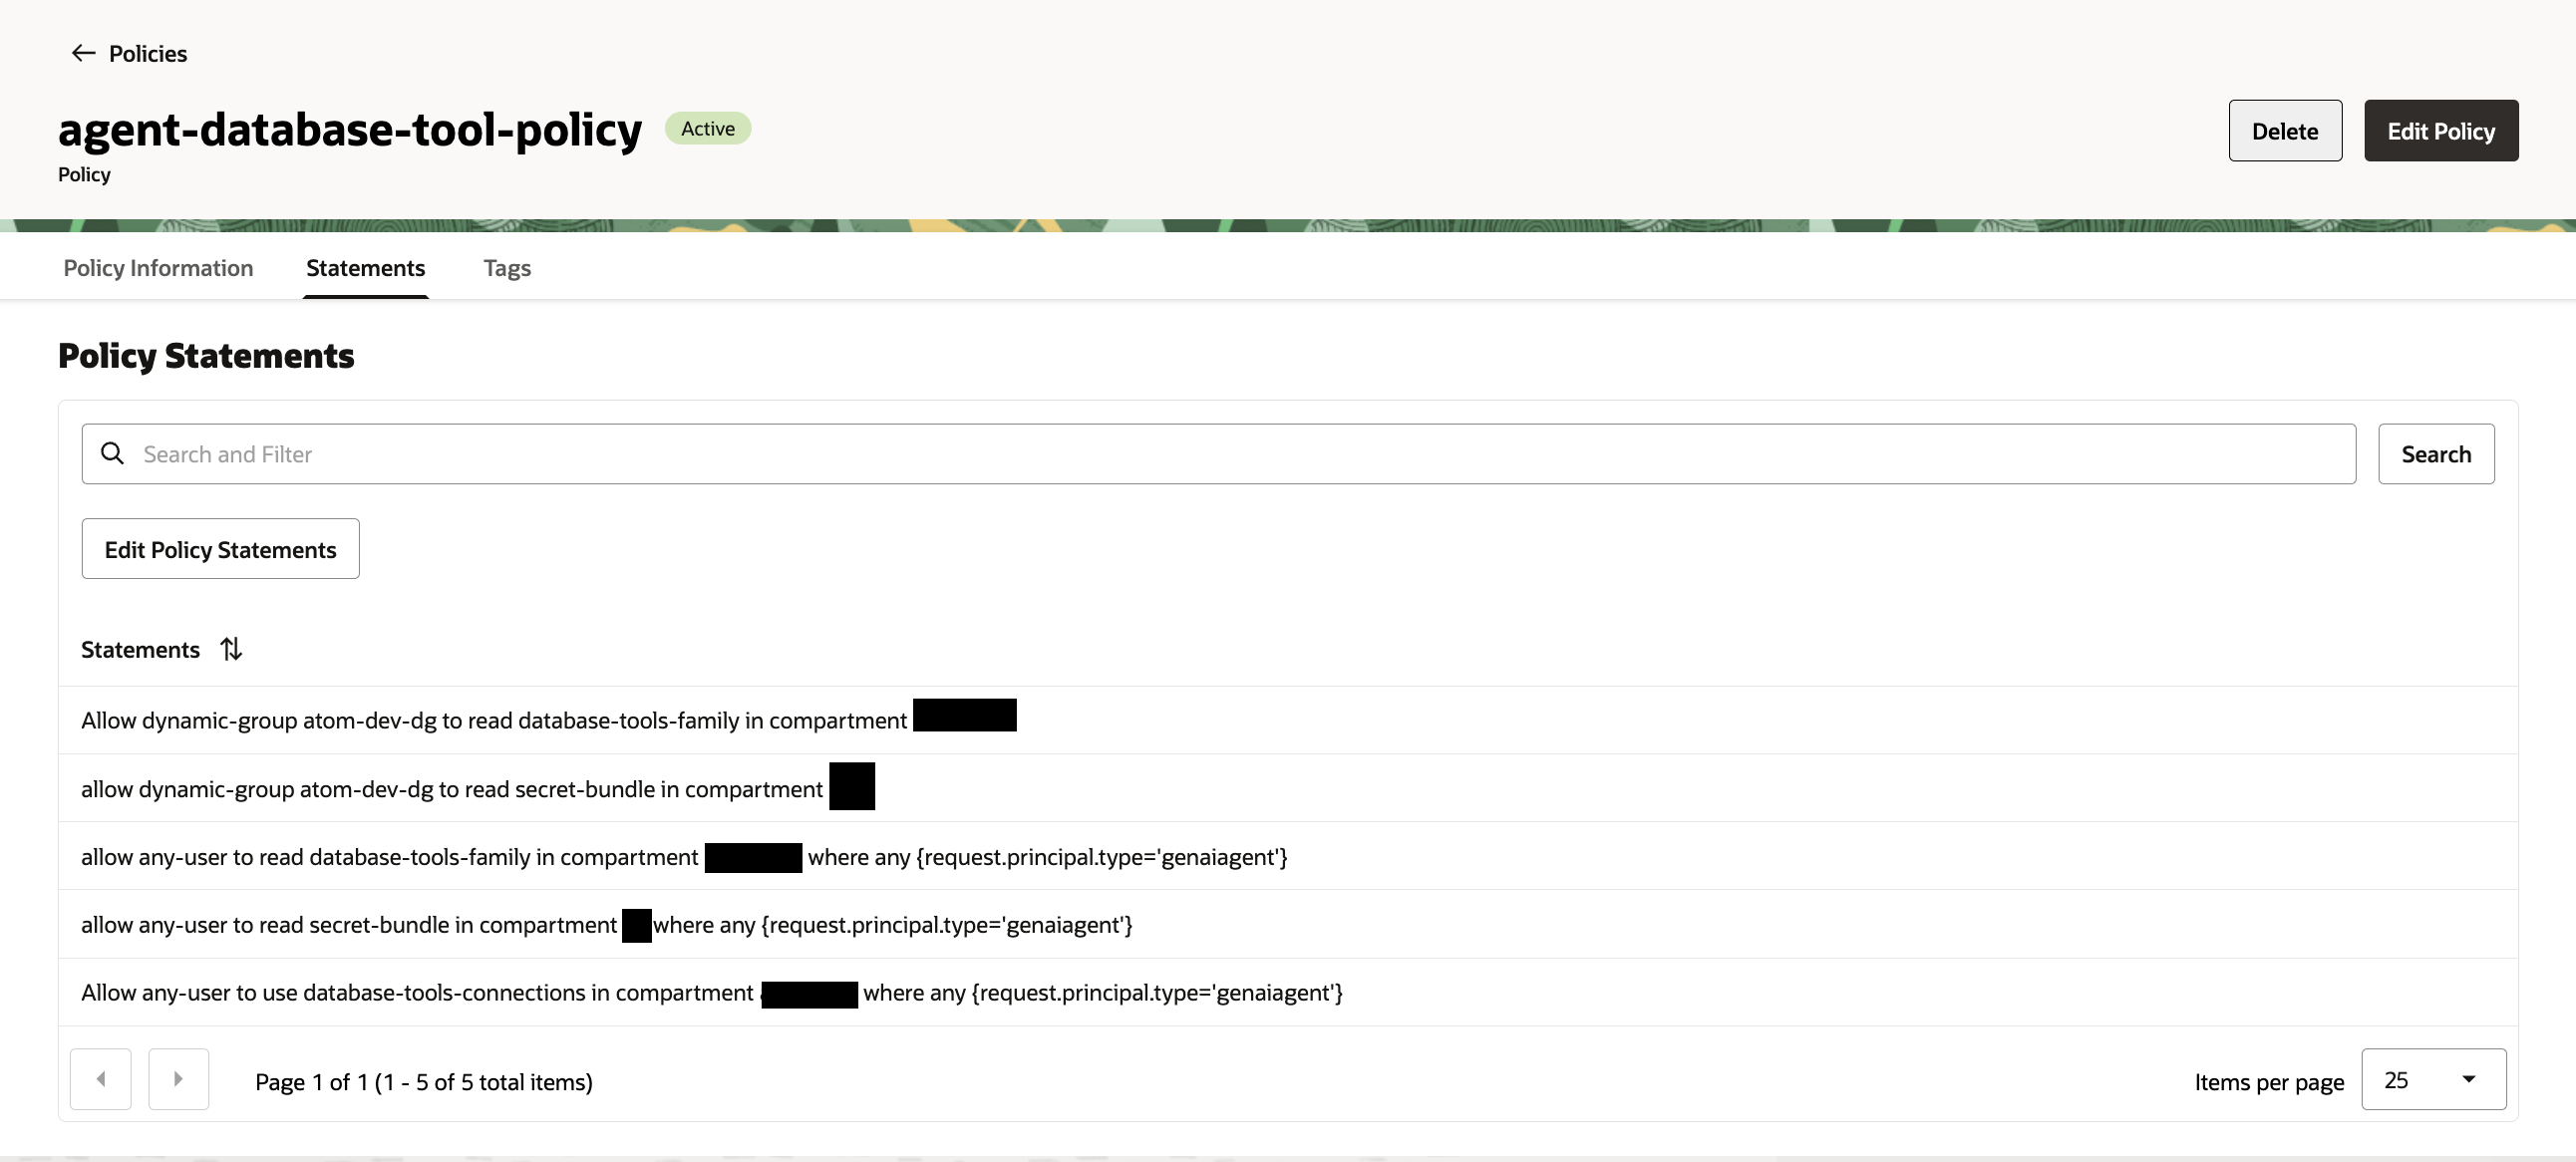 Policies
agent-database-tool-policy Active
Delete Edit Policy
Policy
Policy Information Statements Tags
Policy Statements
Search and Filter Search
Edit Policy Statements
Statements
Allow dynamic-group atom-dev-dg to read database-tools-family in compartment
allow dynamic-group atom-dev-dg to read secret-bundle in compartment
allow any-user to read database-tools-family in compartment where any {request.principal.type='genaiagent'}
allow any-user to read secret-bundle in compartment where any {request.principal.type='genaiagent'}
Allow any-user to use database-tools-connections in compartment where any {request.principal.type='genaiagent'}
Page 1 of 1 (1 - 5 of 5 total items) Items per page 25